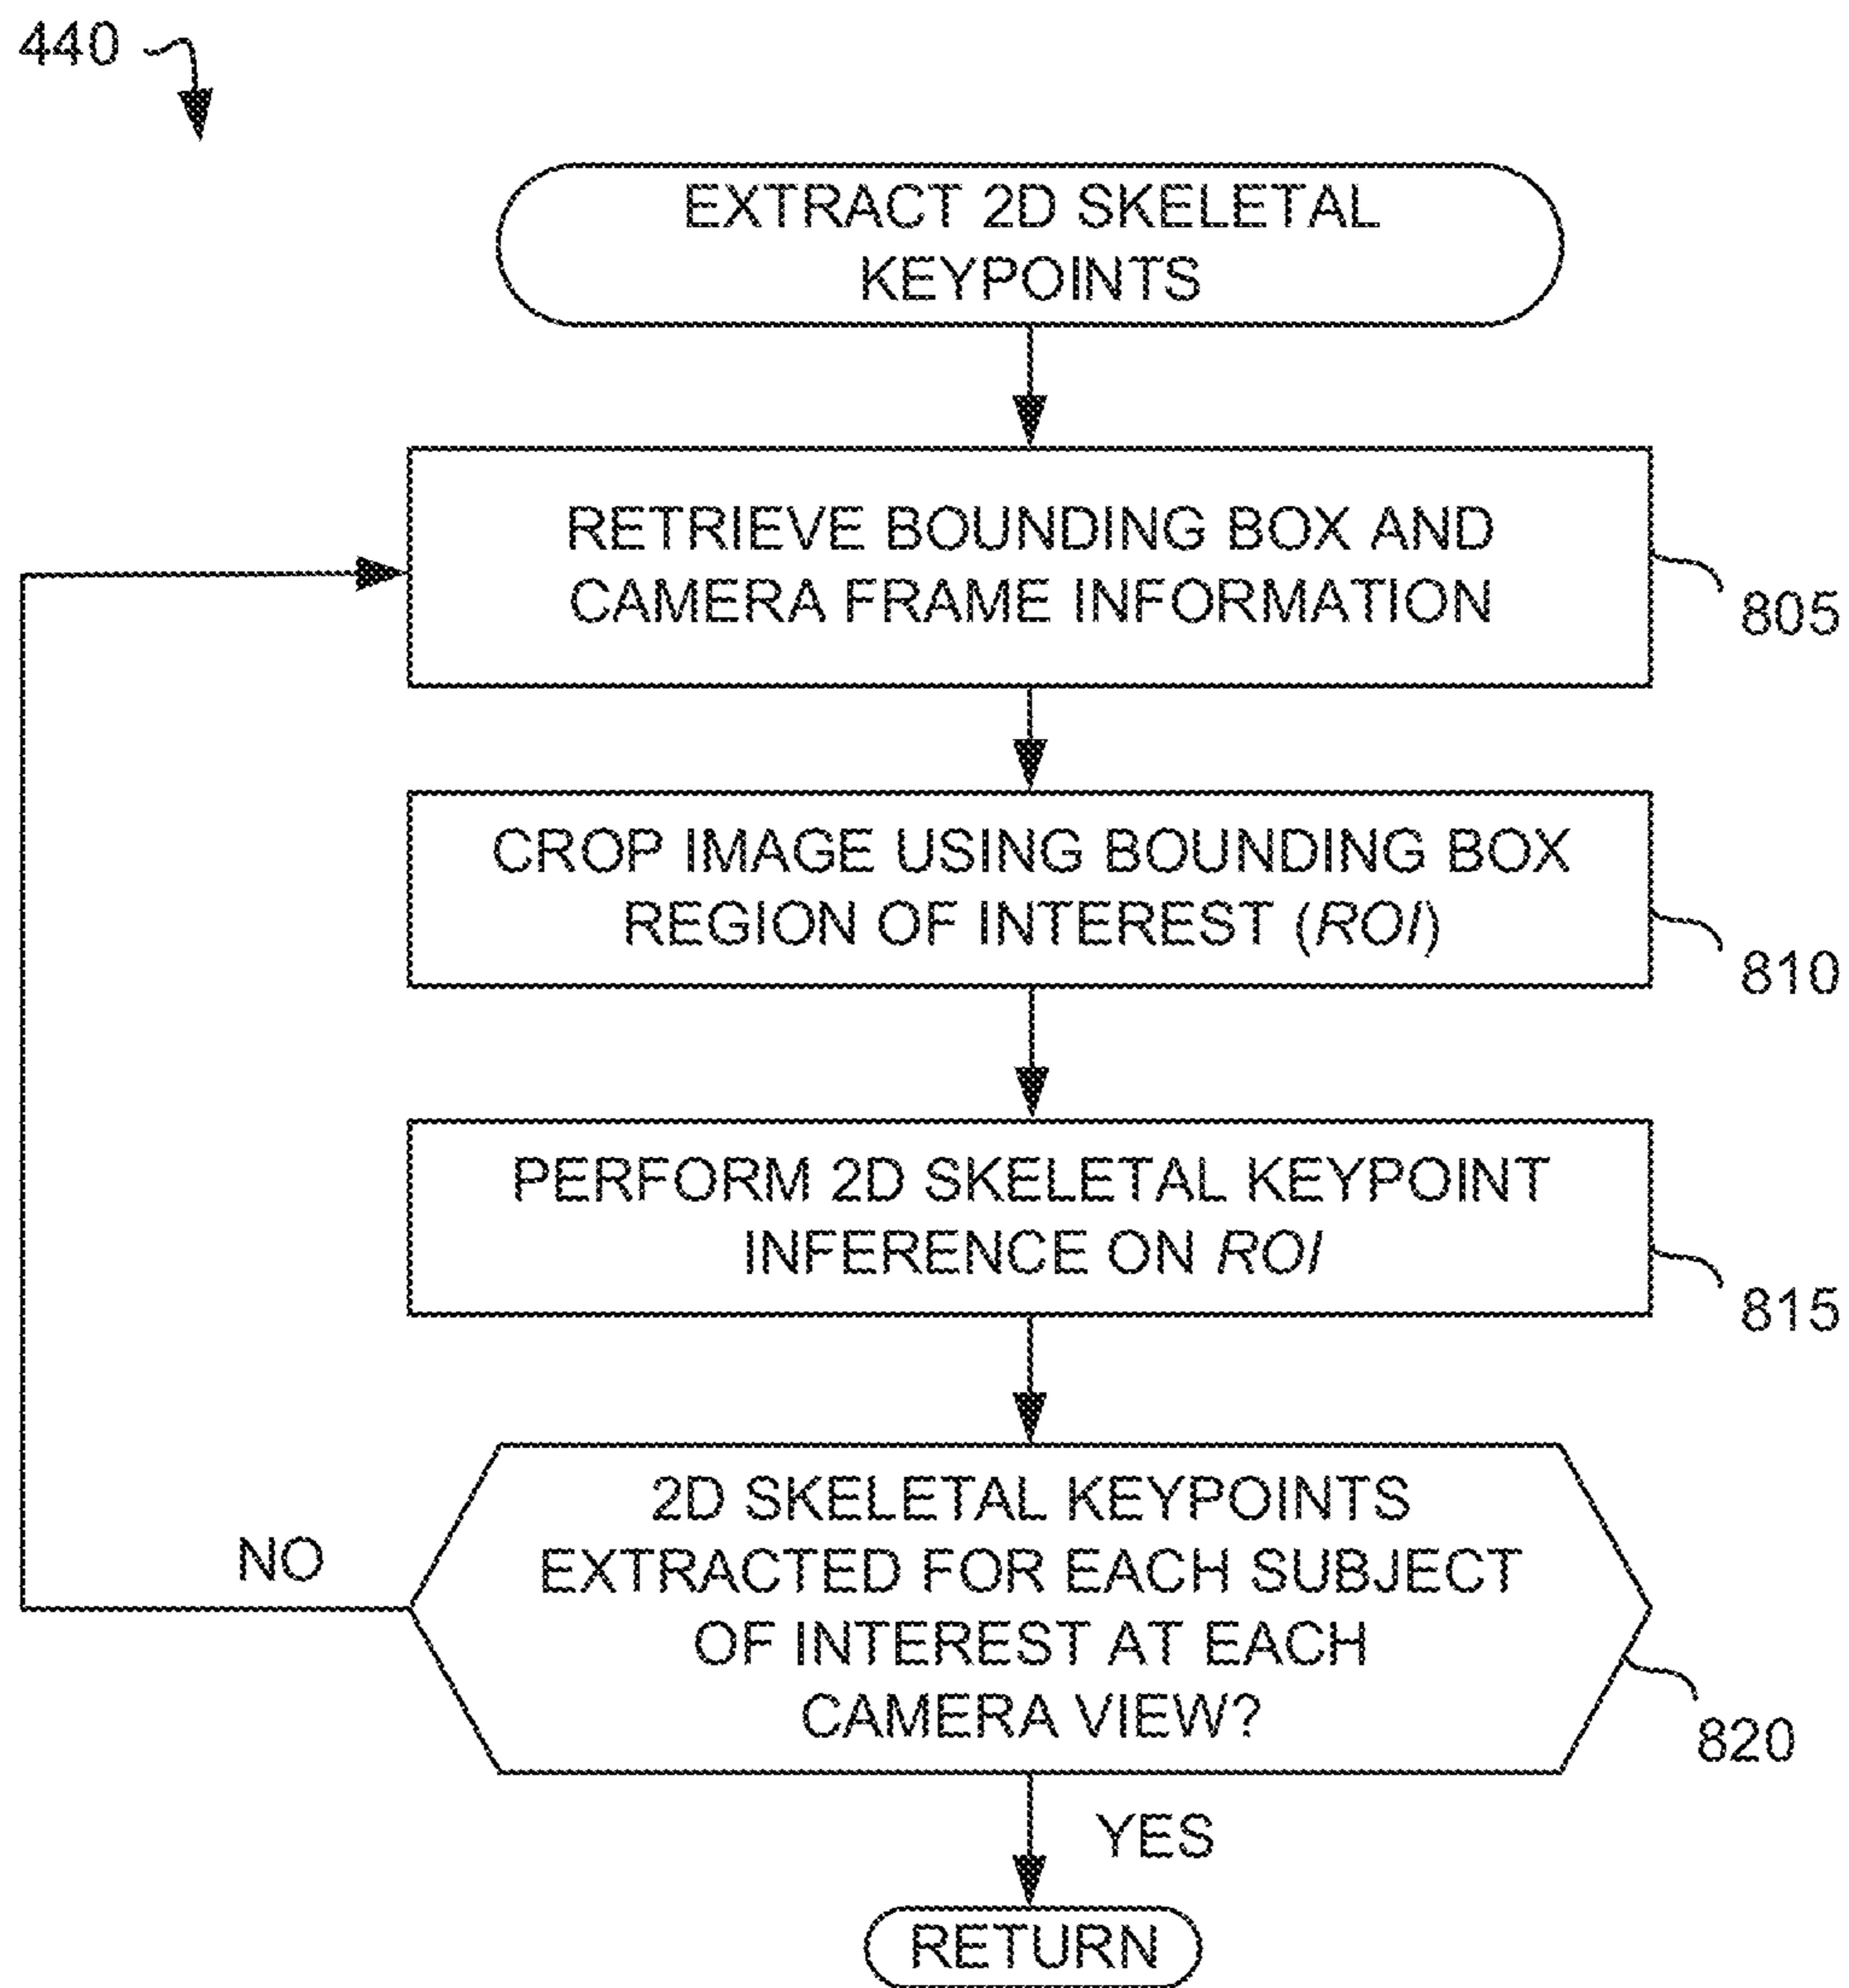 440
EXTRACT 2D SKELETAL
KEYPOINTS
RETRIEVE BOUNDING BOX AND
CAMERA FRAME INFORMATION
805
CROP IMAGE USING BOUNDING BOX
REGION OF INTEREST (ROI)
810
PERFORM 2D SKELETAL KEYPOINT
INFERENCE ON ROI
815
2D SKELETAL KEYPOINTS
EXTRACTED FOR EACH SUBJECT
OF INTEREST AT EACH
CAMERA VIEW?
NO
820
YES
RETURN